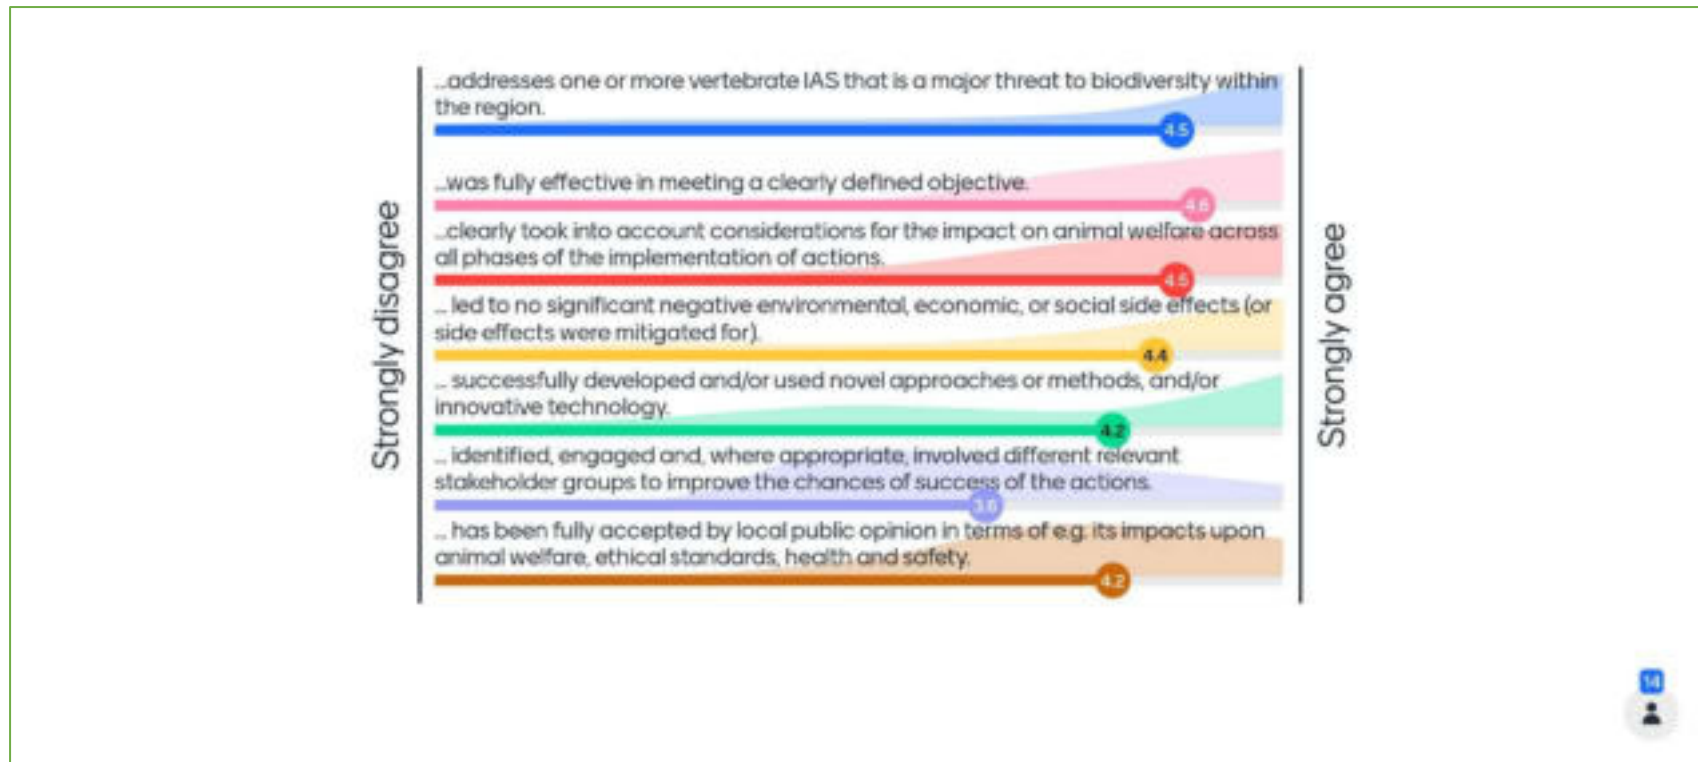 ...addresses one or more vertebrate IAS that is a major threat to biodiversity within
the region.
4.5
...was fully effective in meeting a clearly defined objective.
4.6
...clearly took into account considerations for the impact on animal welfare across
all phases of the implementation of actions.
4.5
... led to no significant negative environmental, economic, or social side effects (or
side effects were mitigated for).
4.4
... successfully developed and/or used novel approaches or methods, and/or
innovative technology.
4.2
... identified, engaged and, where appropriate, involved different relevant
stakeholder groups to improve the chances of success of the actions.
3.6
... has been fully accepted by local public opinion in terms of e.g. its impacts upon
animal welfare, ethical standards, health and safety.
4.2
Strongly disagree
Strongly agree
14